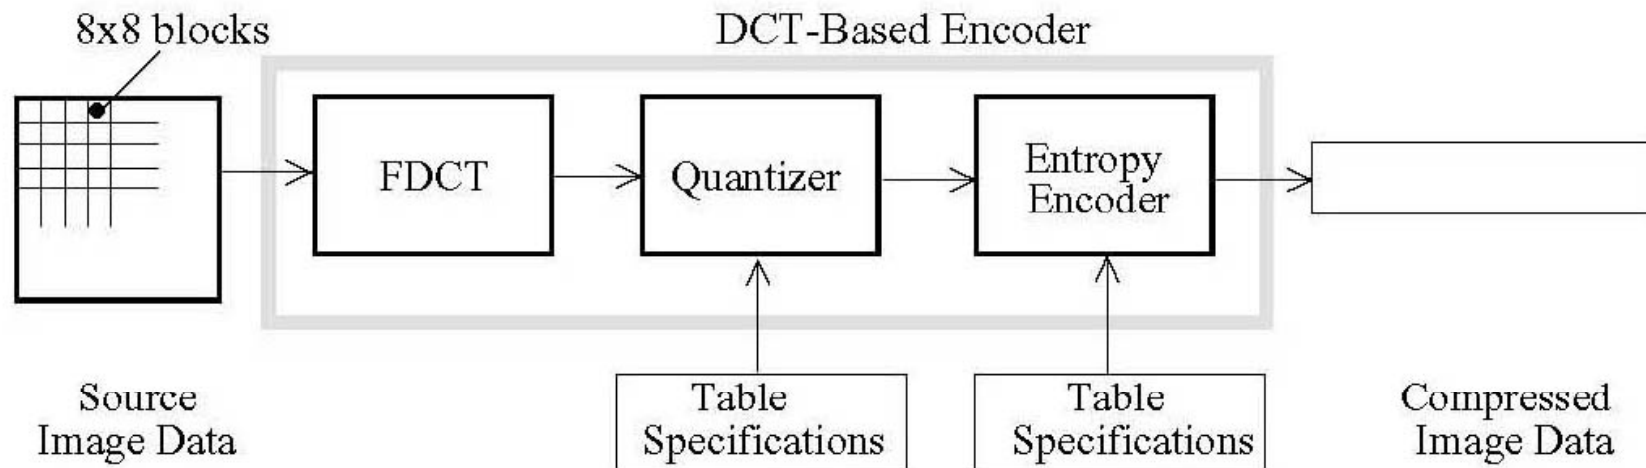 8x8 blocks
DCT-Based Encoder
FDCT
Quantizer
Entropy
Encoder
Source
Image Data
Table
Specifications
Table
Specifications
Compressed
Image Data